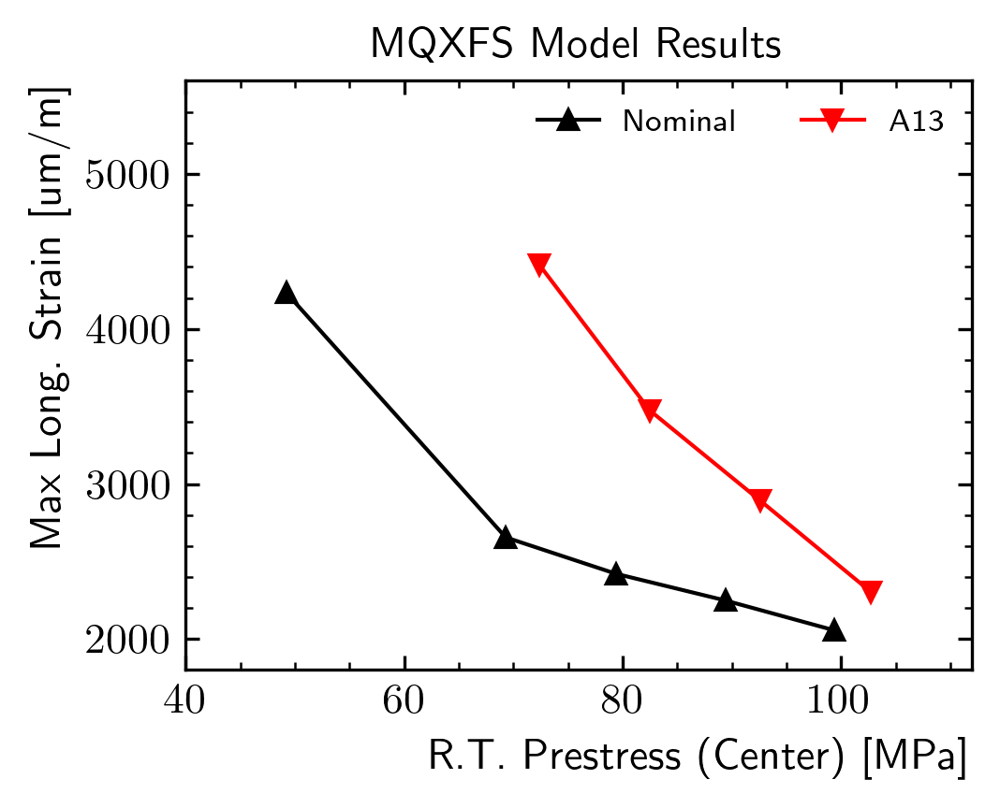 MQXFS Model Results
Nominal
A13
Max Long. Strain [um/m]
5000
4000
3000
2000
40
60
80
100
R.T. Prestress (Center) [MPa]